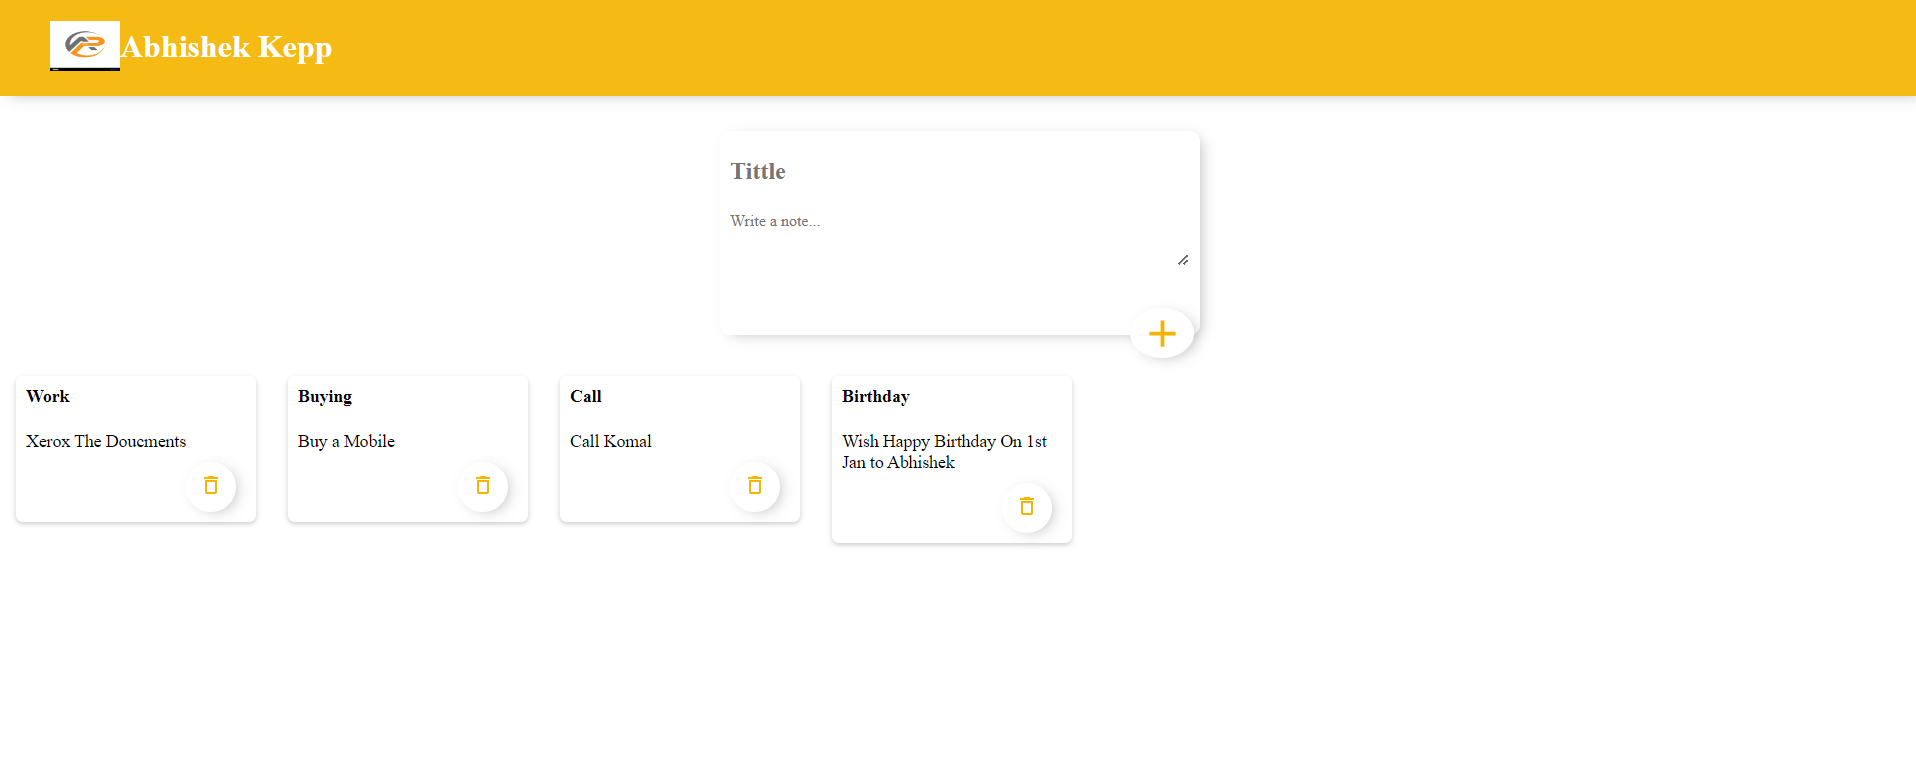 Abhishek Kepp
Tittle
Write a note...
Work
Xerox The Doucments
Buying
Buy a Mobile
Call
Call Komal
Birthday
Wish Happy Birthday On 1st
Jan to Abhishek